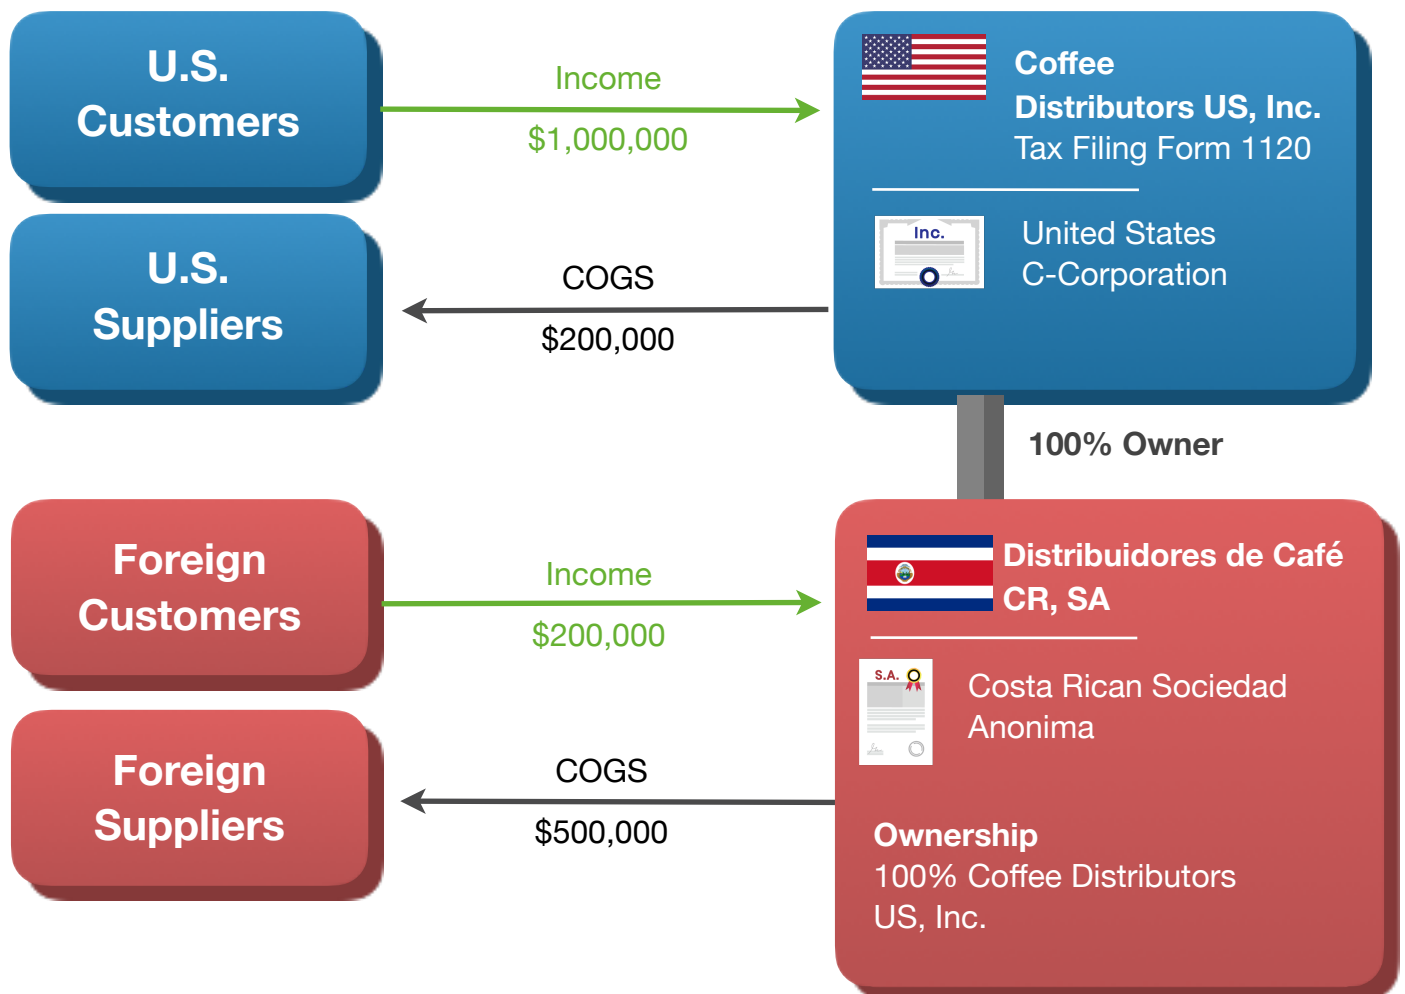 U.S.
Customers
Income
$1,000,000
Coffee
Distributors US, Inc.
Tax Filing Form 1120
Inc.
United States
C-Corporation
U.S.
Suppliers
COGS
$200,000
100% Owner
Foreign
Customers
Income
$200,000
Distribuidores de Café
CR, SA
S.A.
Costa Rican Sociedad
Anonima
Foreign
Suppliers
COGS
$500,000
Ownership
100% Coffee Distributors
US, Inc.